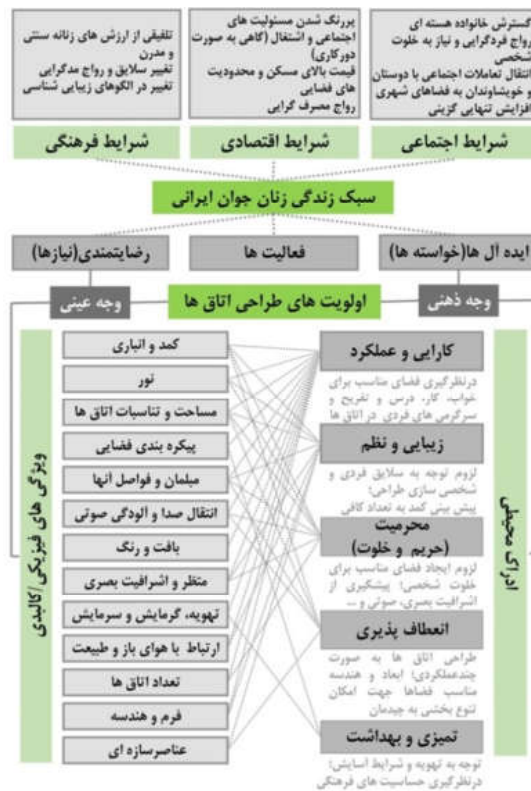 گسترش خانواده هسته ای
رواج فردگرایی و نیاز به خلوت
شخصی
انتقال تعاملات اجتماعی با دوستان
و خویشاوندان به فضاهای شهری
افزایش تنهایی گزینی
پررنگ شدن مسئولیت های
اجتماعی و اشتغال (گاهی به صورت
دورکاری)
قیمت بالای مسکن و محدودیت
های فضایی
رواج مصرف گرایی
تلفیقی از ارزش های زنانه سنتی
و مدرن
تغییر سلایق و رواج مدگرایی
تغییر در الگوهای زیبایی شناسی
شرایط اجتماعی
شرایط اقتصادی
شرایط فرهنگی
سبک زندگی زنان جوان ایرانی
ایده آل ها(خواسته ها)
فعالیت ها
رضایتمندی(نیازها)
وجه ذهنی
اولویت های طراحی اتاق ها
وجه عینی
ادراک محیطی
کارایی و عملکرد
درنظرگیری فضای مناسب برای
خواب، کار، درس و تفریح و
سرگرمی های فردی در اتاق ها
زیبایی و نظم
لزوم توجه به سلایق فردی و
شخصی سازی طراحی؛
پیش بینی کمد به تعداد کافی
محرمیت
(حریم و خلوت)
لزوم ایجاد فضای مناسب برای
خلوت شخصی؛ پیشگیری از
اشرافیت بصری، صوتی و ...
انعطاف پذیری
طراحی اتاق ها به صورت
چندعملکردی؛ ابعاد و هندسه
مناسب فضاها جهت امکان
تنوع بخشی به چیدمان
تمیزی و بهداشت
توجه به تهویه و شرایط آسایش؛
درنظرگیری حساسیت های فرهنگی
کمد و انباری
نور
مساحت و تناسبات اتاق ها
پیکره بندی فضایی
مبلمان و فواصل آنها
انتقال صدا و آلودگی صوتی
بافت و رنگ
منظر و اشرافیت بصری
تهویه، گرمایش و سرمایش
ارتباط با هوای باز و طبیعت
تعداد اتاق ها
فرم و هندسه
عناصرسازه ای
ویژگی های فیزیکی/کالبدی